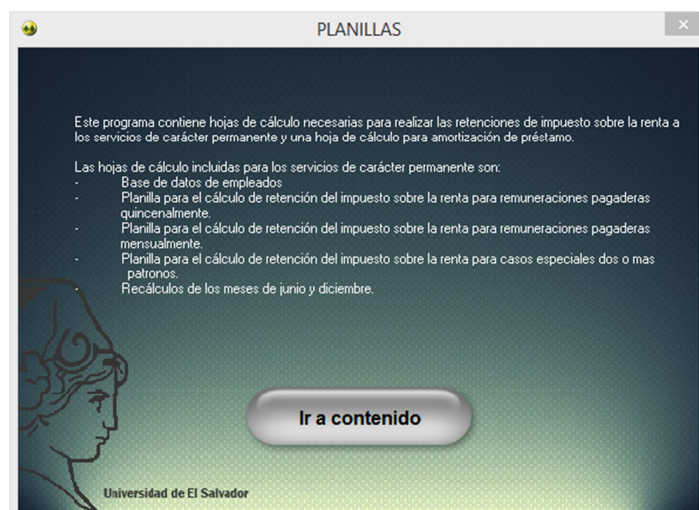 PLANILLAS
×
Este programa contiene hojas de cálculo necesarias para realizar las retenciones de impuesto sobre la renta a
los servicios de carácter permanente y una hoja de cálculo para amortización de préstamo.
Las hojas de cálculo incluidas para los servicios de carácter permanente son:
- Base de datos de empleados
- Planilla para el cálculo de retención del impuesto sobre la renta para remuneraciones pagaderas
quincenalmente.
- Planilla para el cálculo de retención del impuesto sobre la renta para remuneraciones pagaderas
mensualmente.
- Planilla para el cálculo de retención del impuesto sobre la renta para casos especiales dos o mas
patronos.
- Recálculos de los meses de junio y diciembre.
Ir a contenido
Universidad de El Salvador